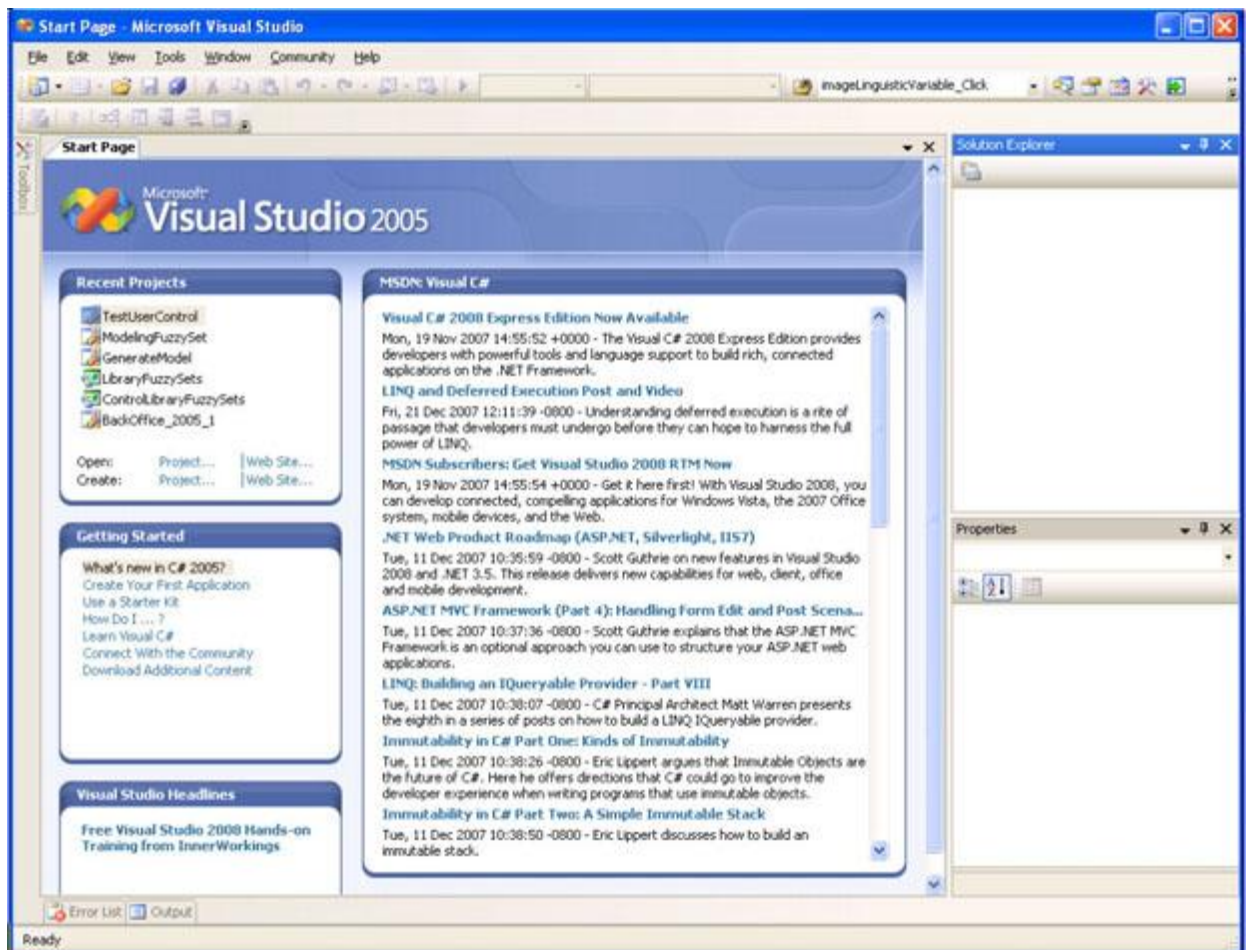 Start Page - Microsoft Visual Studio
File Edit View Tools Window Community Help
imageLinguisticVariable_Click
Toolbox
Start Page
Microsoft
Visual Studio 2005
Recent Projects
TestUserControl
ModelingFuzzySet
GenerateModel
LibraryFuzzySets
ControlLibraryFuzzySets
BackOffice_2005_1
Open: Project... Web Site...
Create: Project... Web Site...
Getting Started
What's new in C# 2005?
Create Your First Application
Use a Starter Kit
How Do I ... ?
Learn Visual C#
Connect With the Community
Download Additional Content
Visual Studio Headlines
Free Visual Studio 2008 Hands-on
Training from InnerWorkings
MSDN: Visual C#
Visual C# 2008 Express Edition Now Available
Mon, 19 Nov 2007 14:55:52 +0000 - The Visual C# 2008 Express Edition provides
developers with powerful tools and language support to build rich, connected
applications on the .NET Framework.
LINQ and Deferred Execution Post and Video
Fri, 21 Dec 2007 12:11:39 -0800 - Understanding deferred execution is a rite of
passage that developers must undergo before they can hope to harness the full
power of LINQ.
MSDN Subscribers: Get Visual Studio 2008 RTM Now
Mon, 19 Nov 2007 14:55:54 +0000 - Get it here first! With Visual Studio 2008, you
can develop connected, compelling applications for Windows Vista, the 2007 Office
system, mobile devices, and the Web.
.NET Web Product Roadmap (ASP.NET, Silverlight, IIS7)
Tue, 11 Dec 2007 10:35:59 -0800 - Scott Guthrie on new features in Visual Studio
2008 and .NET 3.5. This release delivers new capabilities for web, client, office
and mobile development.
ASP.NET MVC Framework (Part 4): Handling Form Edit and Post Scena...
Tue, 11 Dec 2007 10:37:36 -0800 - Scott Guthrie explains that the ASP.NET MVC
Framework is an optional approach you can use to structure your ASP.NET web
applications.
LINQ: Building an IQueryable Provider - Part VIII
Tue, 11 Dec 2007 10:38:07 -0800 - C# Principal Architect Matt Warren presents
the eighth in a series of posts on how to build a LINQ IQueryable provider.
Immutability in C# Part One: Kinds of Immutability
Tue, 11 Dec 2007 10:38:26 -0800 - Eric Lippert argues that Immutable Objects are
the future of C#. Here he offers directions that C# could go to improve the
developer experience when writing programs that use immutable objects.
Immutability in C# Part Two: A Simple Immutable Stack
Tue, 11 Dec 2007 10:38:50 -0800 - Eric Lippert discusses how to build an
immutable stack.
Solution Explorer
Properties
Error List Output
Ready